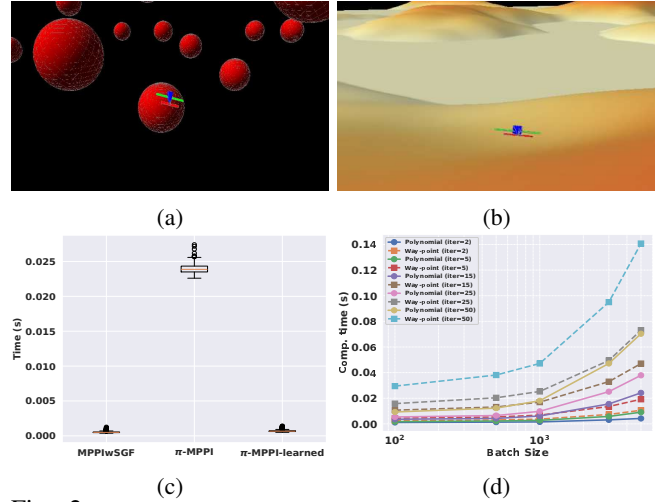 (a)
(b)
Time (s)
0.025
0.020
0.015
0.010
0.005
0.000
MPPIwSGF
π-MPPI
π-MPPI-learned
(c)
Comp. time (s)
0.14
0.12
0.10
0.08
0.06
0.04
0.02
0.00
Polynomial (iter=2)
Way-point (iter=2)
Polynomial (iter=5)
Way-point (iter=5)
Polynomial (iter=15)
Way-point (iter=15)
Polynomial (iter=25)
Way-point (iter=25)
Polynomial (iter=50)
Way-point (iter=50)
10²
10³
Batch Size
(d)